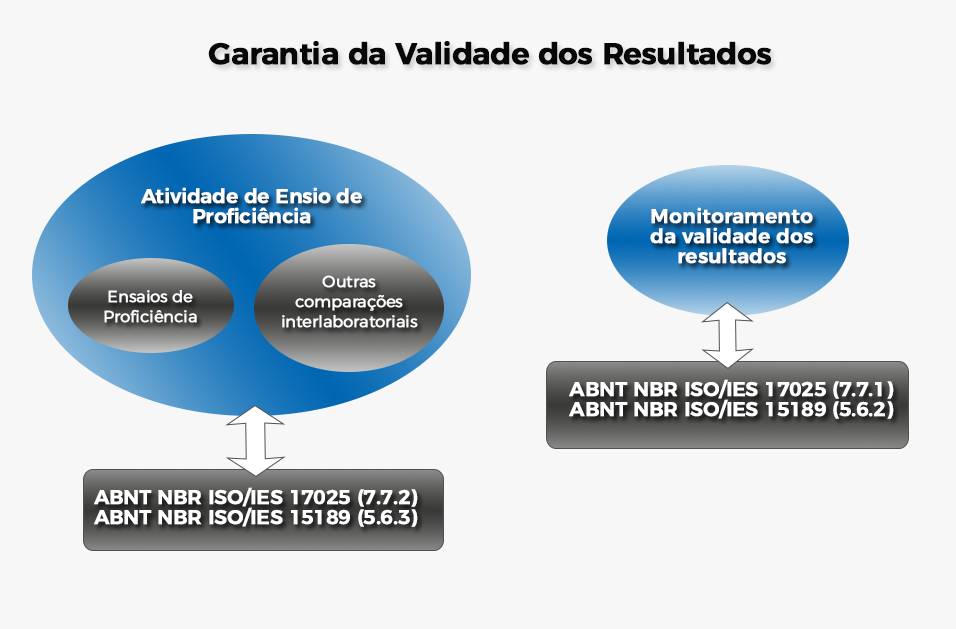 Garantia da Validade dos Resultados
Atividade de Ensio de
Proficiência
Ensaios de
Proficiência
Outras
comparações
interlaboratoriais
ABNT NBR ISO/IES 17025 (7.7.2)
ABNT NBR ISO/IES 15189 (5.6.3)
Monitoramento
da validade dos
resultados
ABNT NBR ISO/IES 17025 (7.7.1)
ABNT NBR ISO/IES 15189 (5.6.2)